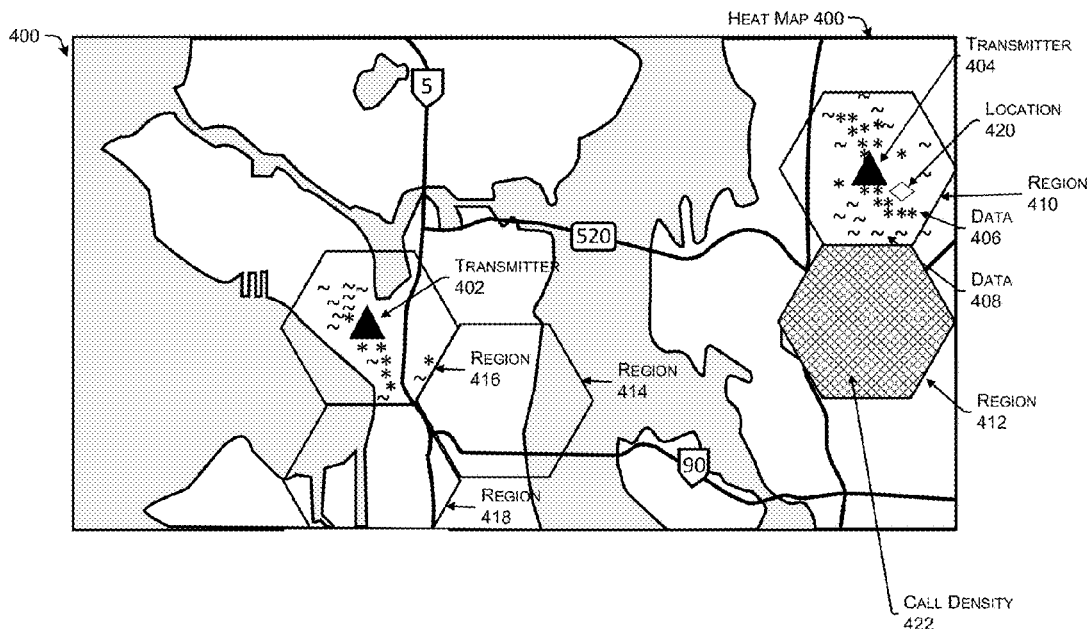 400
HEAT MAP 400
TRANSMITTER
404
5
LOCATION
420
REGION
410
DATA
406
520
TRANSMITTER
402
DATA
408
REGION
416
REGION
414
REGION
412
90
REGION
418
CALL DENSITY
422